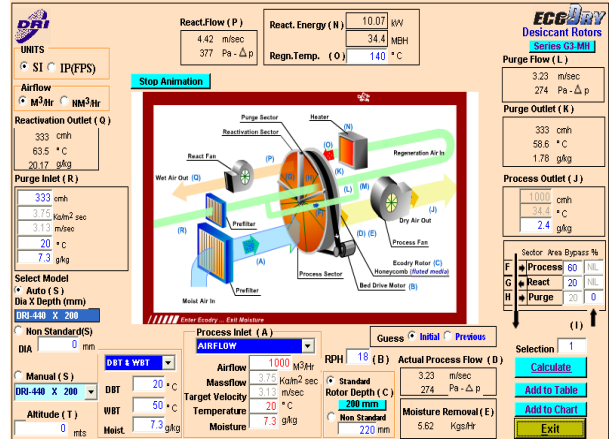 DRI
UNITS
SI IP(FPS)
Airflow
M3/Hr NM3/Hr
Reactivation Outlet ( Q )
333 cmh
63.5 ° C
20.17 g/kg
Purge Inlet ( R )
333 cmh
3.75 Kg/m2 sec
3.13 m/sec
20 ° C
7.3 g/kg
Select Model
Auto ( S )
Dia X Depth (mm)
DRI-440 X 200
Non Standard(S)
DIA 0 mm
Manual ( S )
DRI-440 X 200
Altitude ( T )
0 mts
React.Flow ( P )
4.42 m/sec
377 Pa - Δ p
React. Energy ( N ) 10.07 kW
34.4 MBH
Regn.Temp. ( O ) 140 ° C
Stop Animation
Purge Sector
Heater
Reactivation Sector
(N)
React Fan
(P)
(O)
(K)
Regeneration Air In
Wet Air Out (Q)
(G)
(H)
(L)
(M)
(J)
(F)
(R)
Prefilter
Dry Air Out
(D) (E)
Process Fan
(A)
Ecodry Rotor (C)
Honeycomb (fluted media)
Process Sector
Bed Drive Motor (B)
Prefilter
Moist Air In
Enter Ecodry ... Exit Moisture
ECODRY
Desiccant Rotors
Series G3-MH
Purge Flow ( L )
3.23 m/sec
274 Pa - Δ p
Purge Outlet ( K )
333 cmh
58.6 ° C
1.78 g/kg
Process Outlet ( J )
1000 cmh
34.4 ° C
2.4 g/kg
Sector Area Bypass %
F Process 60 NIL
G React 20 NIL
H Purge 20 0
( I )
Selection 1
Calculate
Add to Table
Add to Chart
Exit
DBT & WBT
DBT 20 ° C
WBT 50 ° C
Moist. 7.3 g/kg
Process Inlet ( A )
AIRFLOW
Airflow 1000 M3/Hr
Massflow 3.75 Kg/m2 sec
Target Velocity 3.13 m/sec
Temperature 20 ° C
Moisture 7.3 g/kg
Guess Initial Previous
RPH 18 ( B )
Standard
Rotor Depth ( C )
200 mm
Non Standard
220 mm
Actual Process Flow ( D )
3.23 m/sec
274 Pa - Δ p
Moisture Removal ( E )
5.62 Kgs/Hr